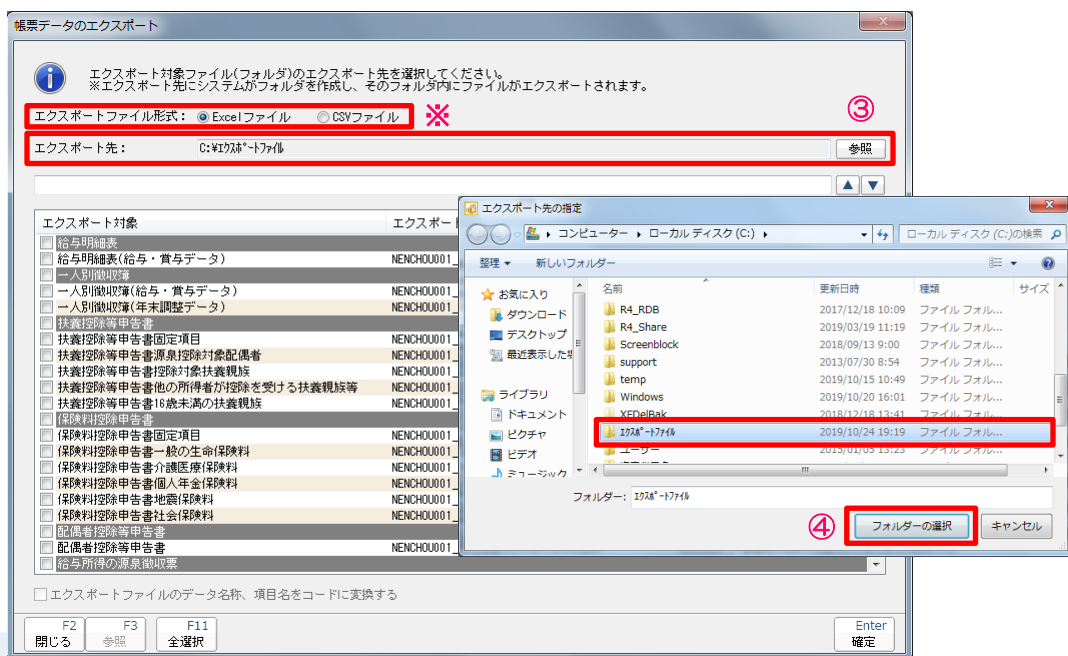 帳票データのエクスポート
エクスポート対象ファイル(フォルダ)のエクスポート先を選択してください。
※エクスポート先にシステムがフォルダを作成し、そのフォルダ内にファイルがエクスポートされます。
エクスポートファイル形式： Excelファイル CSVファイル ※
③
エクスポート先： C:¥ｴｸｽﾎﾟｰﾄﾌｧｲﾙ 参照
エクスポート対象 エクスポー
給与明細表
給与明細表(給与・賞与データ) NENCHOU001_
一人別徴収簿
一人別徴収簿(給与・賞与データ) NENCHOU001_
一人別徴収簿(年末調整データ) NENCHOU001_
扶養控除等申告書
扶養控除等申告書固定項目 NENCHOU001_
扶養控除等申告書源泉控除対象配偶者 NENCHOU001_
扶養控除等申告書控除対象扶養親族 NENCHOU001_
扶養控除等申告書他の所得者が控除を受ける扶養親族等 NENCHOU001_
扶養控除等申告書16歳未満の扶養親族 NENCHOU001_
保険料控除申告書
保険料控除申告書固定項目 NENCHOU001_
保険料控除申告書一般の生命保険料 NENCHOU001_
保険料控除申告書介護医療保険料 NENCHOU001_
保険料控除申告書個人年金保険料 NENCHOU001_
保険料控除申告書地震保険料 NENCHOU001_
保険料控除申告書社会保険料 NENCHOU001_
配偶者控除等申告書
配偶者控除等申告書 NENCHOU001_
給与所得の源泉徴収票
エクスポートファイルのデータ名称、項目名をコードに変換する
F2 閉じる
F3 参照
F11 全選択
Enter 確定
エクスポート先の指定
コンピューター ローカル ディスク (C:) ローカル ディスク (C:)の検索
整理 新しいフォルダー
お気に入り
ダウンロード
デスクトップ
最近表示した
ライブラリ
ドキュメント
ピクチャ
ビデオ
ミュージック
名前 更新日時 種類 サイズ
R4_RDB 2017/12/18 10:09 ファイル フォル...
R4_Share 2019/03/19 11:19 ファイル フォル...
Screenblock 2018/09/13 9:00 ファイル フォル...
support 2013/07/30 8:54 ファイル フォル...
temp 2019/10/15 10:49 ファイル フォル...
Windows 2019/10/20 16:01 ファイル フォル...
XFDelBak 2018/12/18 13:41 ファイル フォル...
ｴｸｽﾎﾟｰﾄﾌｧｲﾙ 2019/10/24 19:19 ファイル フォル...
ユーザー 2015/01/05 13:23 ファイル フォル...
フォルダー: ｴｸｽﾎﾟｰﾄﾌｧｲﾙ
④ フォルダーの選択 キャンセル